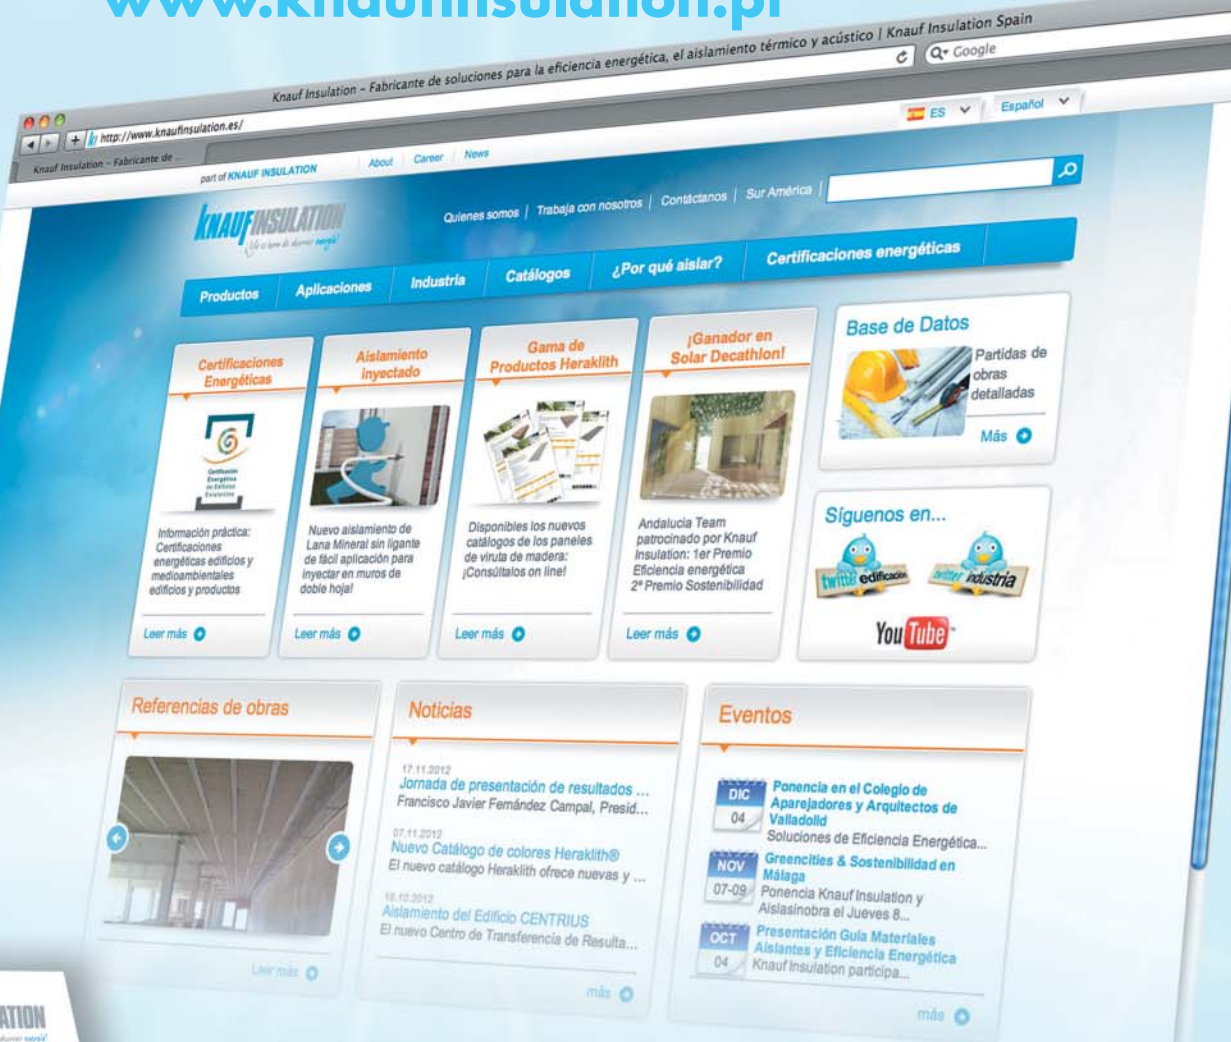 www.knaufinsulation.pt
Knauf Insulation – Fabricante de soluciones para la eficiencia energética, el aislamiento térmico y acústico | Knauf Insulation Spain
http://www.knaufinsulation.es/
Google
Knauf Insulation – Fabricante de ...
part of KNAUF INSULATION
About
Career
News
ES
Español
KNAUFINSULATION
Quienes somos | Trabaja con nosotros | Contáctanos | Sur América |
Productos
Aplicaciones
Industria
Catálogos
¿Por qué aislar?
Certificaciones energéticas
Certificaciones
Energéticas
Certificación
Energética
de Edificios
Existentes
Información práctica:
Certificaciones
energéticas edificios y
medioambientales
edificios y productos
Leer más
Aislamiento
inyectado
Nuevo aislamiento de
Lana Mineral sin ligante
de fácil aplicación para
inyectar en muros de
doble hoja!
Leer más
Gama de
Productos Heraklith
Disponibles los nuevos
catálogos de los paneles
de viruta de madera:
¡Consúltalos on line!
Leer más
¡Ganador en
Solar Decathlon!
Andalucia Team
patrocinado por Knauf
Insulation: 1er Premio
Eficiencia energética
2º Premio Sostenibilidad
Leer más
Base de Datos
Partidas de
obras
detalladas
Más
Síguenos en...
twitter edificación
twitter industria
YouTube
Referencias de obras
Leer más
Noticias
17.11.2012
Jornada de presentación de resultados ...
Francisco Javier Fernández Campal, Presid...
07.11.2012
Nuevo Catálogo de colores Heraklith®
El nuevo catálogo Heraklith ofrece nuevas y ...
18.10.2012
Aislamiento del Edificio CENTRIUS
El nuevo Centro de Transferencia de Resulta...
más
Eventos
DIC
04
Ponencia en el Colegio de
Aparejadores y Arquitectos de
Valladolid
Soluciones de Eficiencia Energética...
NOV
07-09
Greencities & Sostenibilidad en
Málaga
Ponencia Knauf Insulation y
Aislasinobra el Jueves 8...
OCT
04
Presentación Guía Materiales
Aislantes y Eficiencia Energética
Knauf Insulation participa...
más
ATION